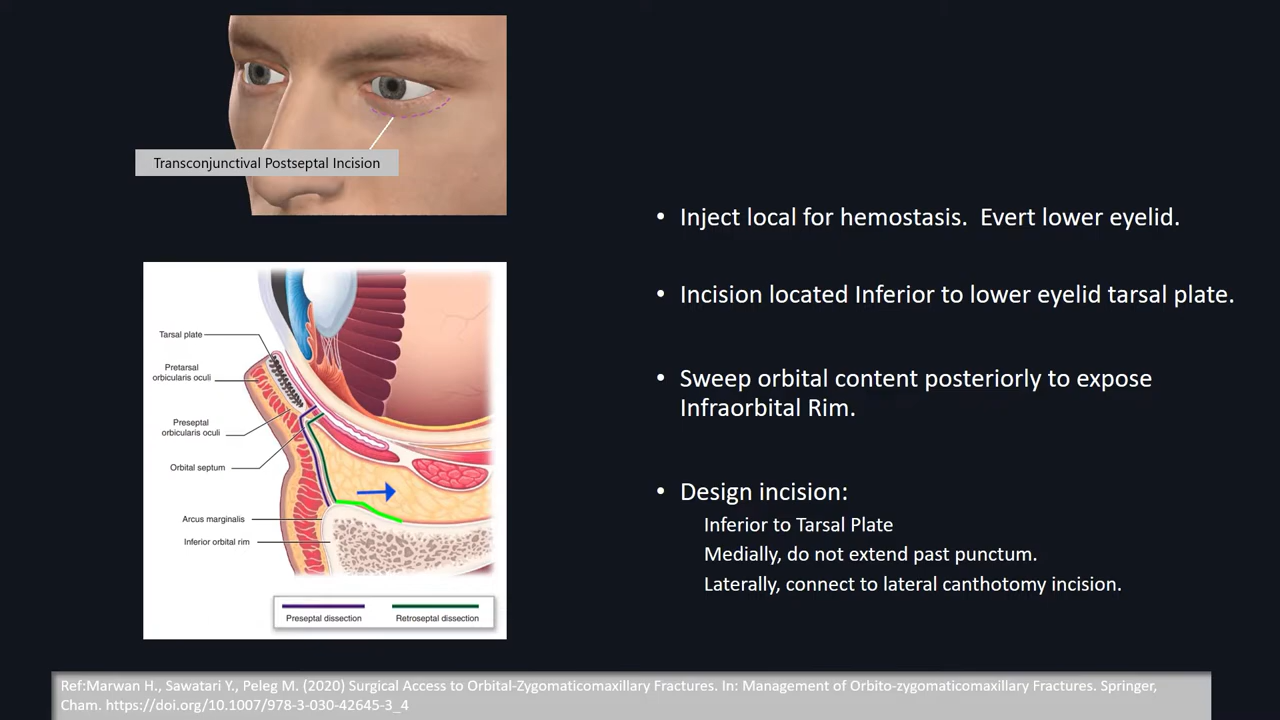 Transconjunctival Postseptal Incision
Tarsal plate
Pretarsal
orbicularis oculi
Preseptal
orbicularis oculi
Orbital septum
Arcus marginalis
Inferior orbital rim
Preseptal dissection
Retroseptal dissection
• Inject local for hemostasis.  Evert lower eyelid.
• Incision located Inferior to lower eyelid tarsal plate.
• Sweep orbital content posteriorly to expose
Infraorbital Rim.
• Design incision:
Inferior to Tarsal Plate
Medially, do not extend past punctum.
Laterally, connect to lateral canthotomy incision.
Ref:Marwan H., Sawatari Y., Peleg M. (2020) Surgical Access to Orbital-Zygomaticomaxillary Fractures. In: Management of Orbito-zygomaticomaxillary Fractures. Springer,
Cham. https://doi.org/10.1007/978-3-030-42645-3_4